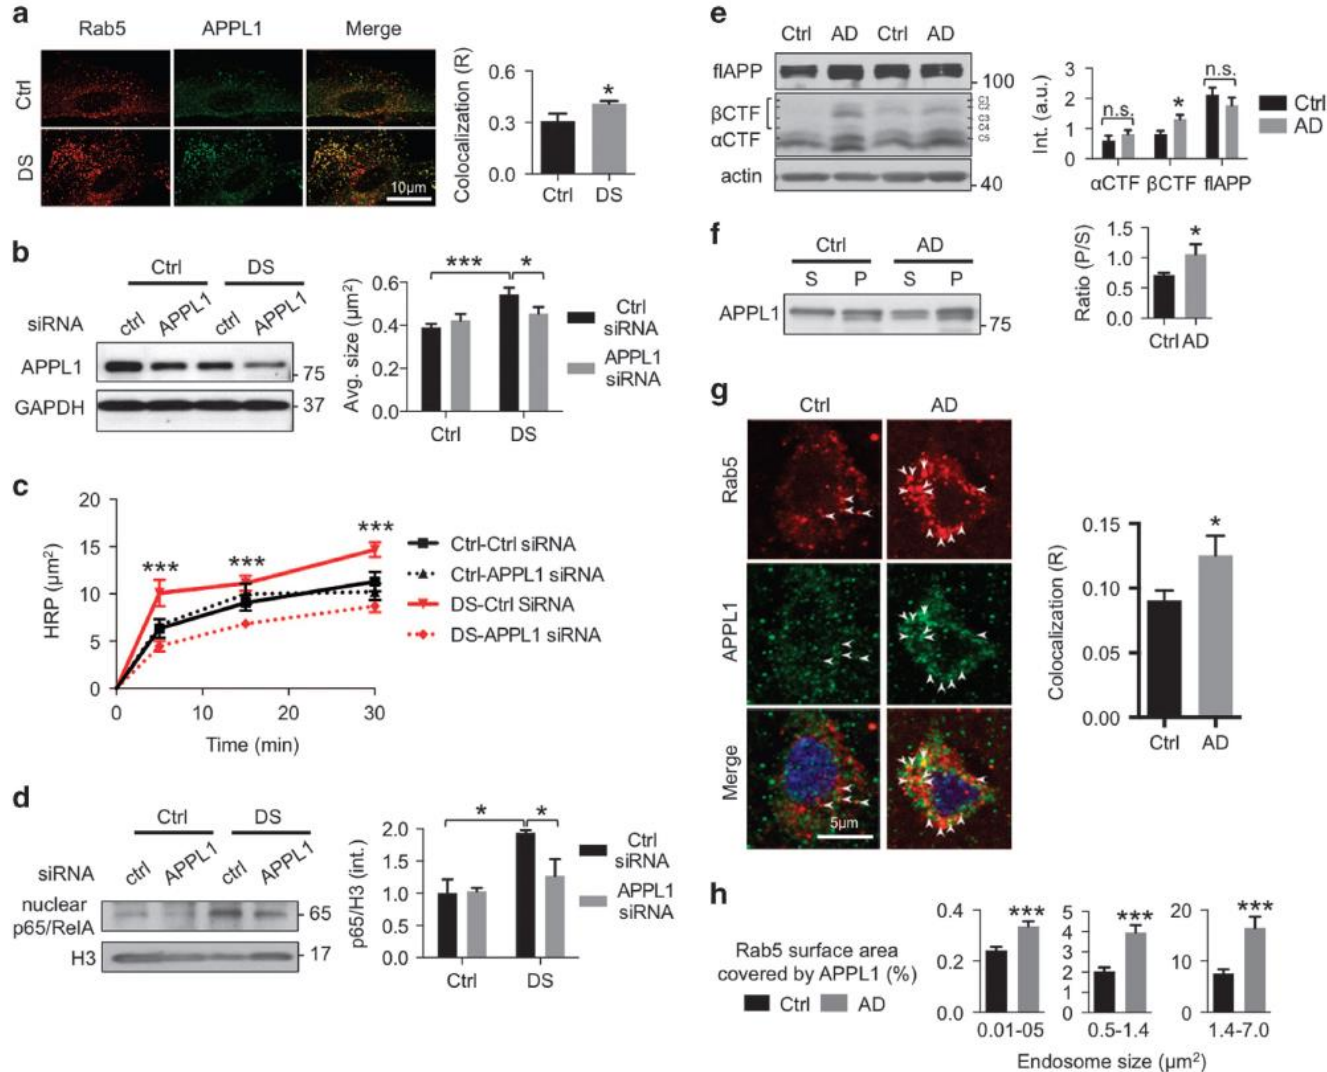 a
Rab5 APPL1 Merge
Ctrl
DS
10µm
Colocalization (R)
0.6
0.3
0.0
*
Ctrl DS
b
Ctrl DS
siRNA ctrl APPL1 ctrl APPL1
APPL1
75
GAPDH
37
Avg. size (µm²)
0.6
0.4
0.2
0.0
*** *
Ctrl DS
Ctrl siRNA
APPL1 siRNA
c
HRP (µm²)
20
15
10
5
0
*** *** ***
0 10 20 30
Time (min)
Ctrl-Ctrl siRNA
Ctrl-APPL1 siRNA
DS-Ctrl SiRNA
DS-APPL1 siRNA
d
Ctrl DS
siRNA ctrl APPL1 ctrl APPL1
nuclear
p65/RelA
65
H3
17
p65/H3 (int.)
2.0
1.5
1.0
0.5
0.0
* *
Ctrl DS
Ctrl
siRNA
APPL1
siRNA
e
Ctrl AD Ctrl AD
flAPP
100
βCTF
αCTF
C1
C2
C3
C4
C5
actin
40
Int. (a.u.)
3
2
1
0
n.s. * n.s.
αCTF βCTF flAPP
Ctrl
AD
f
Ctrl AD
S P S P
APPL1
75
Ratio (P/S)
1.5
1.0
0.5
0.0
*
Ctrl AD
g
Ctrl AD
Rab5
APPL1
Merge
5µm
Colocalization (R)
0.15
0.10
0.05
0.00
*
Ctrl AD
h
Rab5 surface area
covered by APPL1 (%)
Ctrl AD
0.4
0.2
0.0
***
0.01-05
5
4
3
2
1
0
***
0.5-1.4
20
10
0
***
1.4-7.0
Endosome size (µm²)